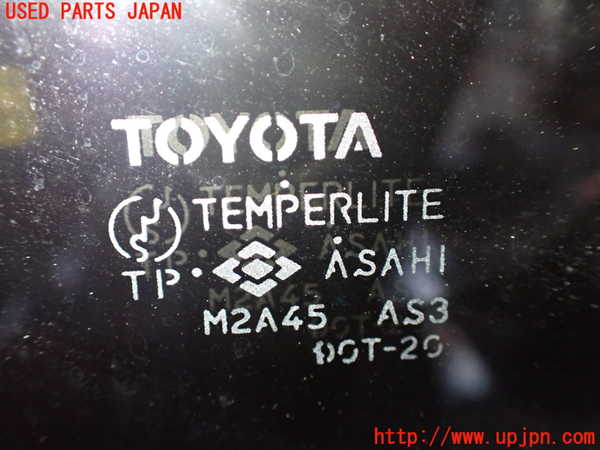 USED PARTS JAPAN
TOYOTA
TEMPERLITE
TP ASAHI
M2A45 AS3
DOT-20
http://www.upjpn.com/